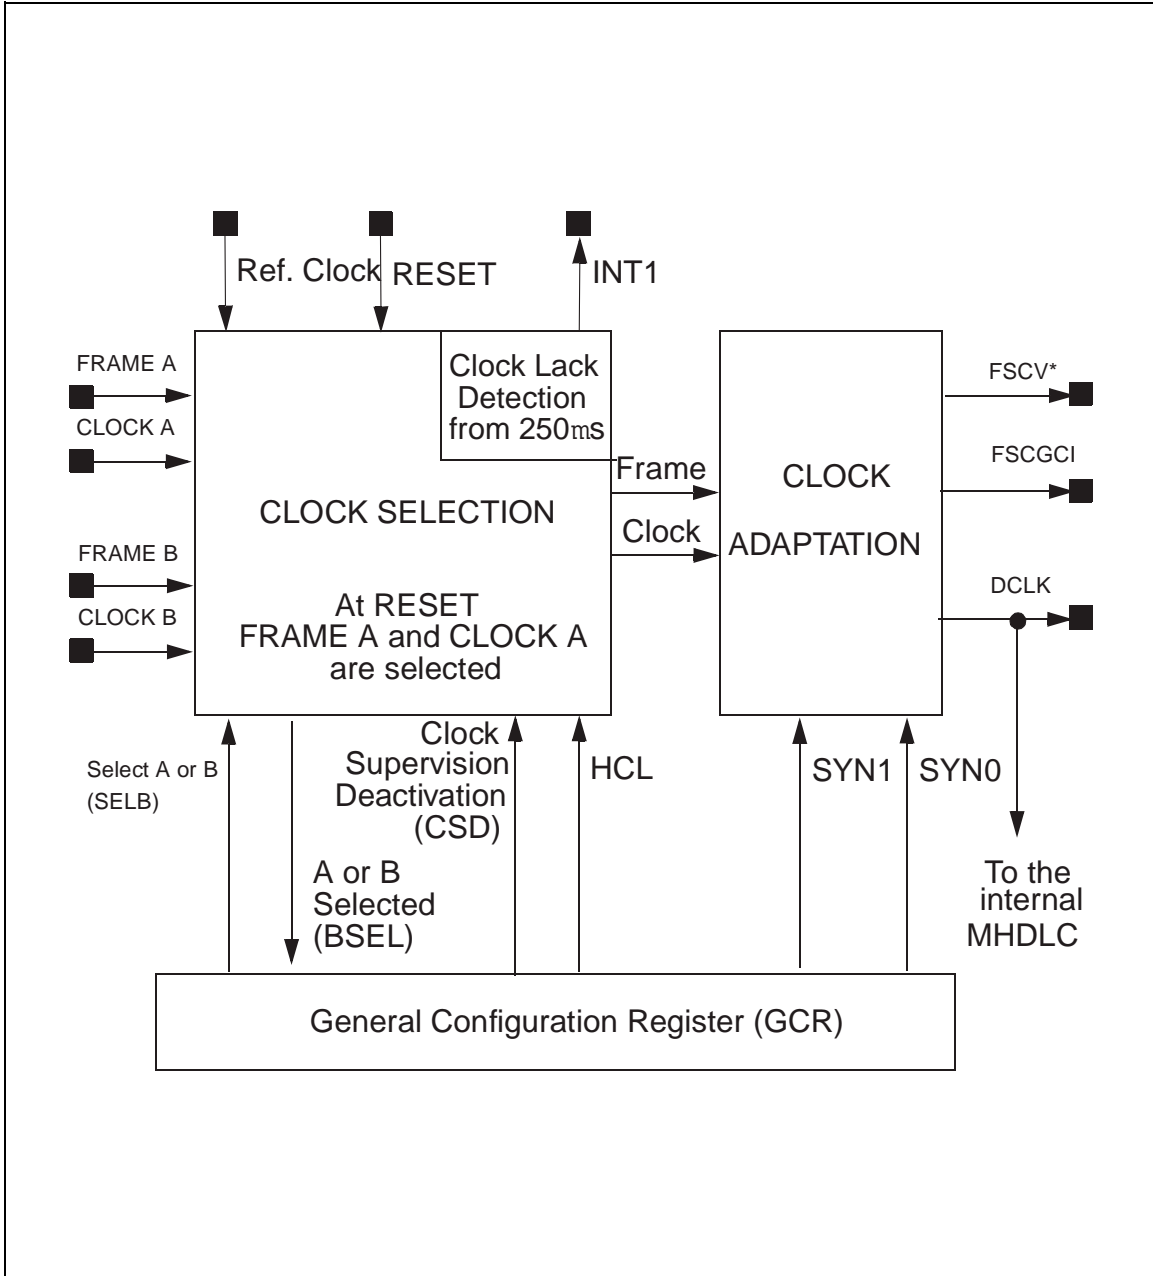 Ref. Clock
RESET
INT1
FRAME A
CLOCK A
FRAME B
CLOCK B
Clock Lack
Detection
from 250ms
CLOCK SELECTION
At RESET
FRAME A and CLOCK A
are selected
Frame
Clock
CLOCK
ADAPTATION
FSCV*
FSCGCI
DCLK
Select A or B
(SELB)
A or B
Selected
(BSEL)
Clock
Supervision
Deactivation
(CSD)
HCL
SYN1
SYN0
To the
internal
MHDLC
General Configuration Register (GCR)